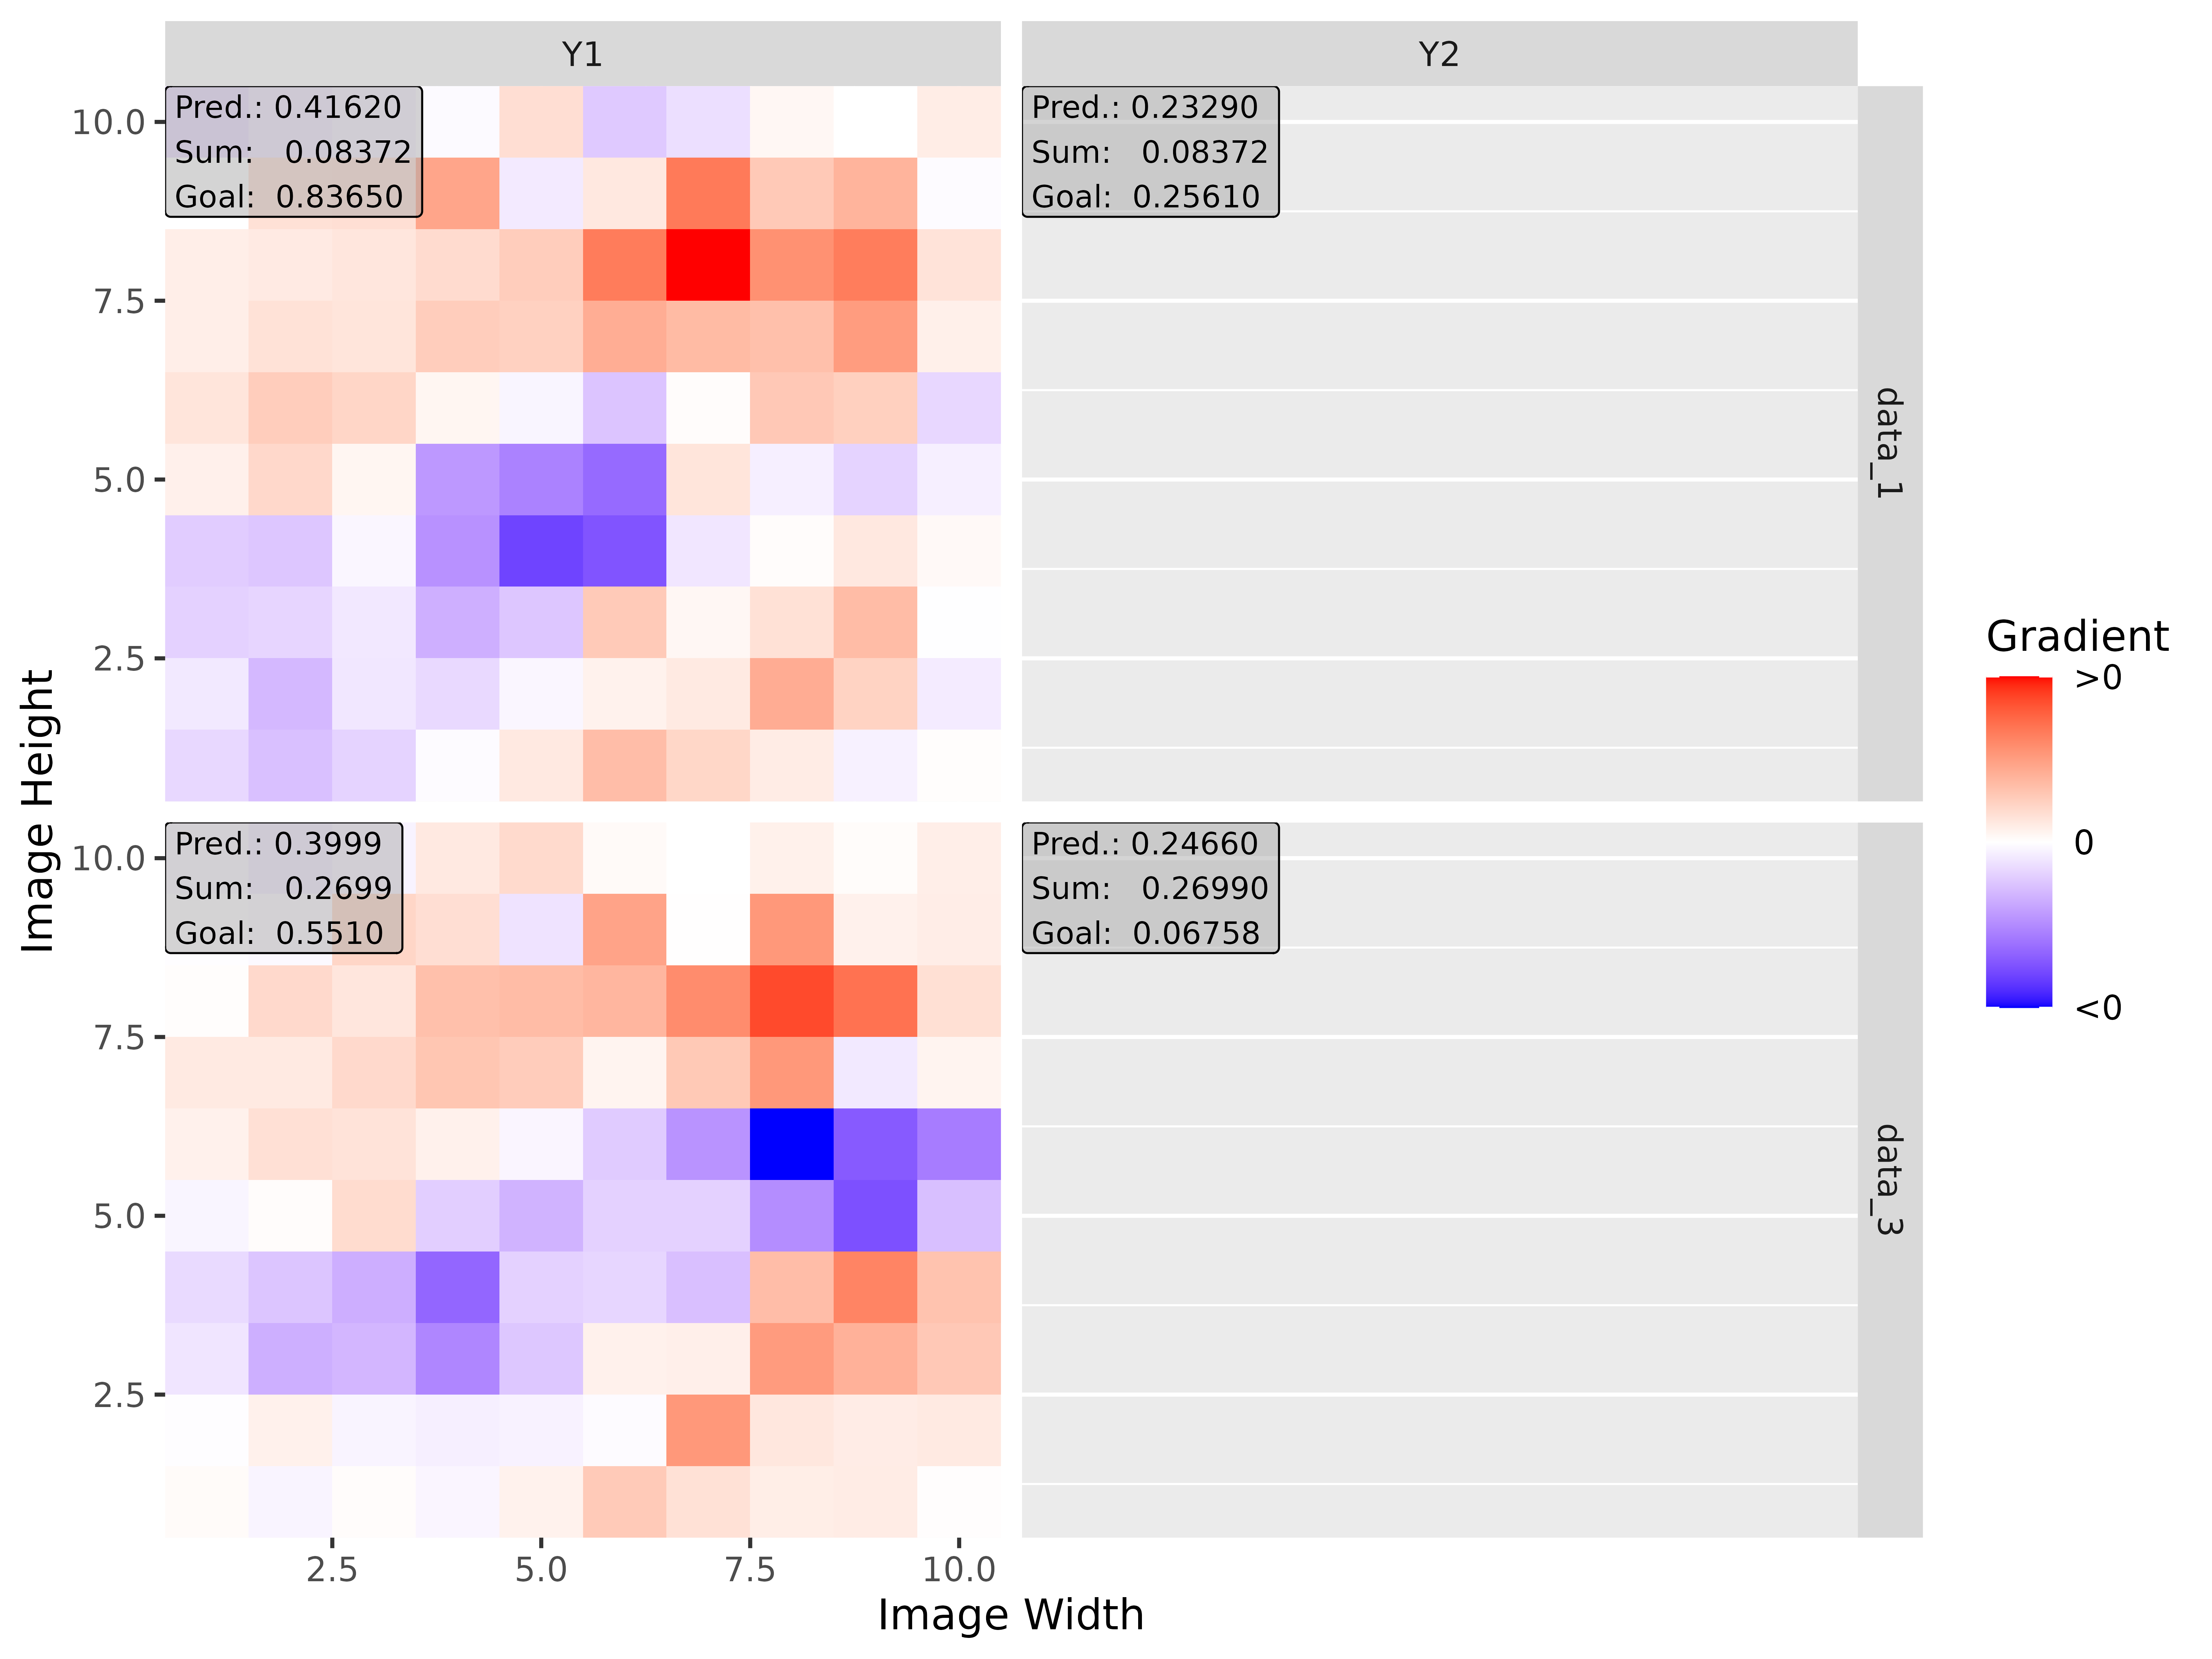 Y1
Y2
Pred.: 0.41620
Sum: 0.08372
Goal: 0.83650
Pred.: 0.23290
Sum: 0.08372
Goal: 0.25610
10.0
7.5
5.0
2.5
data_1
Pred.: 0.3999
Sum: 0.2699
Goal: 0.5510
Pred.: 0.24660
Sum: 0.26990
Goal: 0.06758
10.0
7.5
5.0
2.5
data_3
Image Height
2.5
5.0
7.5
10.0
Image Width
Gradient
>0
0
<0